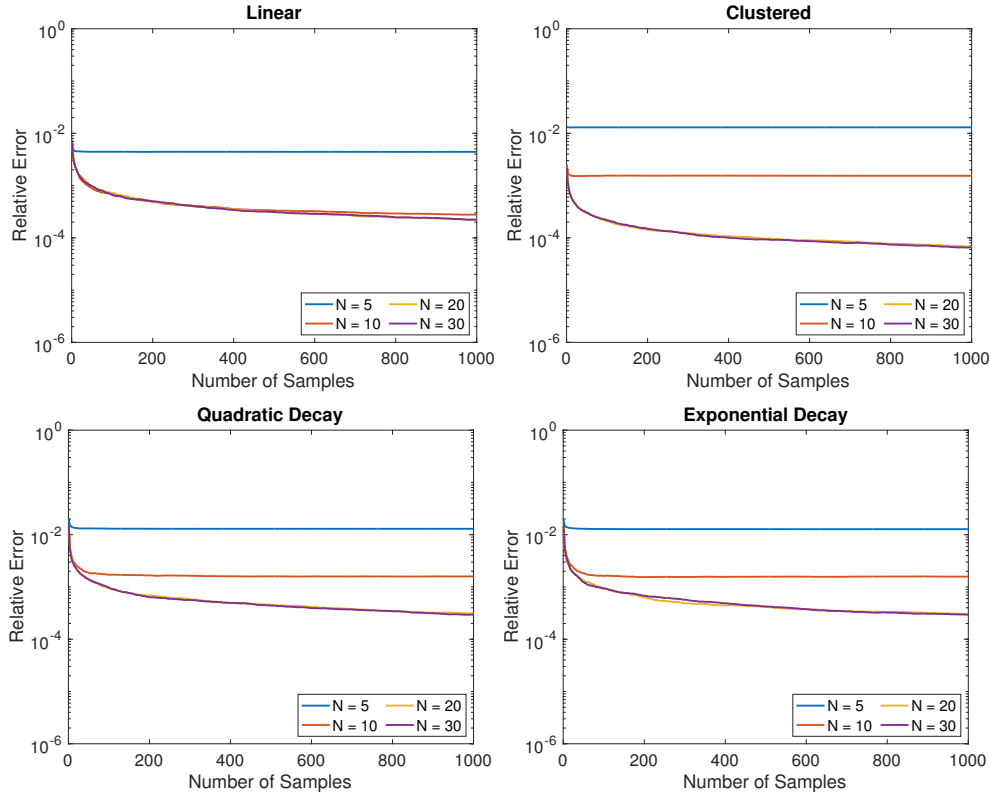 Linear
10^0
10^-2
10^-4
10^-6
Relative Error
0 200 400 600 800 1000
Number of Samples
N = 5 N = 20
N = 10 N = 30
Clustered
10^0
10^-2
10^-4
10^-6
Relative Error
0 200 400 600 800 1000
Number of Samples
N = 5 N = 20
N = 10 N = 30
Quadratic Decay
10^0
10^-2
10^-4
10^-6
Relative Error
0 200 400 600 800 1000
Number of Samples
N = 5 N = 20
N = 10 N = 30
Exponential Decay
10^0
10^-2
10^-4
10^-6
Relative Error
0 200 400 600 800 1000
Number of Samples
N = 5 N = 20
N = 10 N = 30